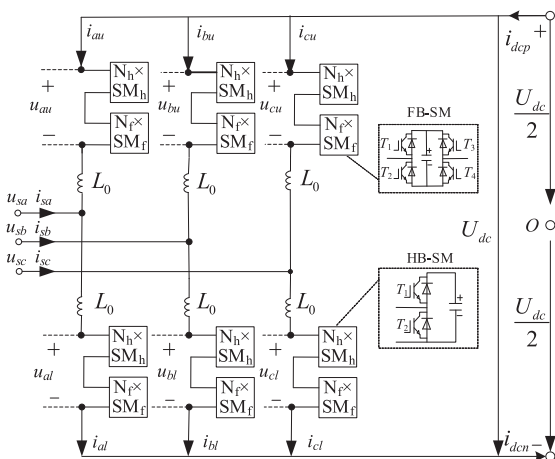 i_au i_bu i_cu i_dcp +
+ N_h× + N_h× + N_h×
SM_h SM_h SM_h
u_au u_bu u_cu
FB-SM
U_dc
2
− N_f× − N_f× − N_f×
SM_f SM_f SM_f
T_1 + T_3
T_2 T_4
L_0 L_0 L_0
u_sa i_sa
u_sb i_sb
u_sc i_sc
U_dc
O
HB-SM
T_1 +
T_2
L_0 L_0 L_0
U_dc
2
+ N_h× + N_h× + N_h×
SM_h SM_h SM_h
u_al u_bl u_cl
− N_f× − N_f× − N_f×
SM_f SM_f SM_f
i_al i_bl i_cl i_dcn −